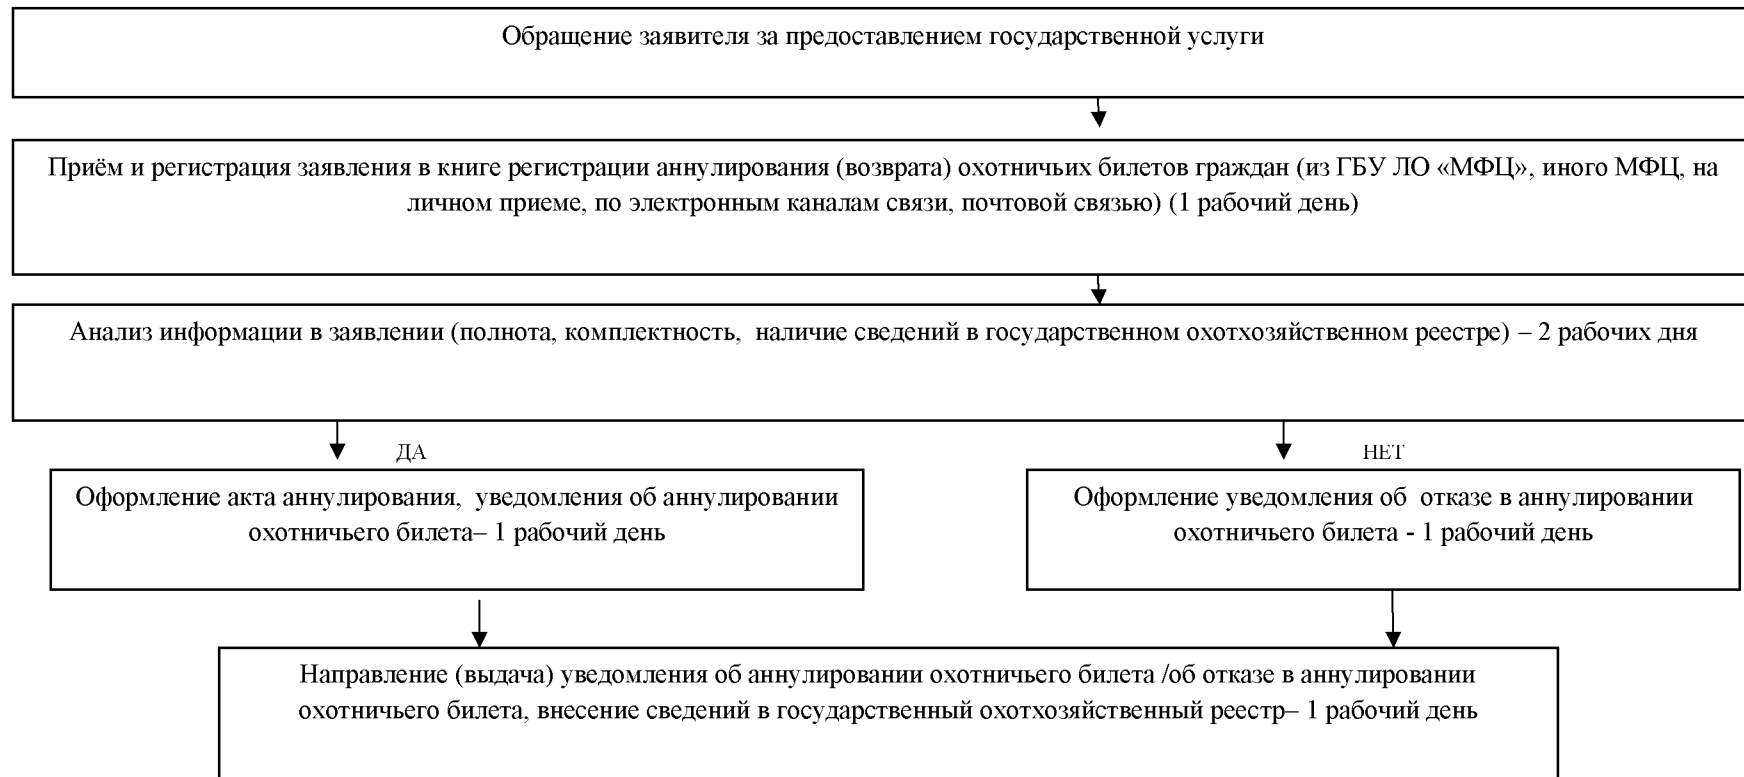 Обращение заявителя за предоставлением государственной услуги
Приём и регистрация заявления в книге регистрации аннулирования (возврата) охотничьих билетов граждан (из ГБУ ЛО «МФЦ», иного МФЦ, на
личном приеме, по электронным каналам связи, почтовой связью) (1 рабочий день)
Анализ информации в заявлении (полнота, комплектность,  наличие сведений в государственном охотхозяйственном реестре) – 2 рабочих дня
ДА
НЕТ
Оформление акта аннулирования,  уведомления об аннулировании
охотничьего билета– 1 рабочий день
Оформление уведомления об  отказе в аннулировании
охотничьего билета - 1 рабочий день
Направление (выдача) уведомления об аннулировании охотничьего билета /об отказе в аннулировании
охотничьего билета, внесение сведений в государственный охотхозяйственный реестр– 1 рабочий день